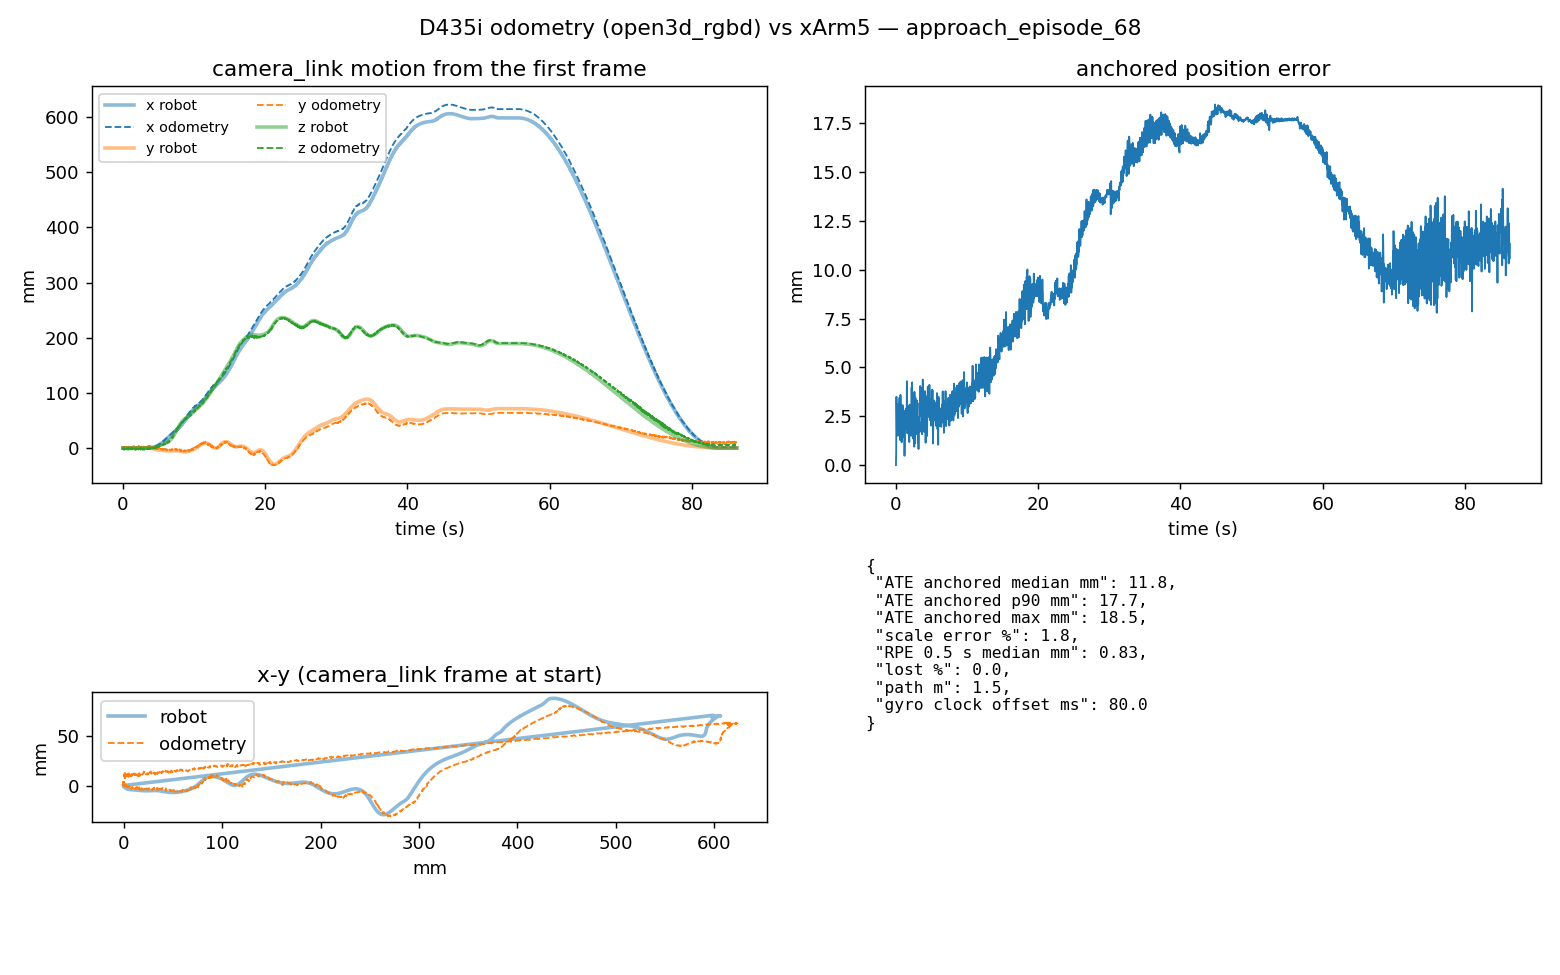 D435i odometry (open3d_rgbd) vs xArm5 — approach_episode_68
camera_link motion from the first frame
x robot
x odometry
y robot
y odometry
z robot
z odometry
mm
600
500
400
300
200
100
0
0 20 40 60 80
time (s)
anchored position error
mm
17.5
15.0
12.5
10.0
7.5
5.0
2.5
0.0
0 20 40 60 80
time (s)
x-y (camera_link frame at start)
robot
odometry
mm
50
0
0 100 200 300 400 500 600
mm
{
"ATE anchored median mm": 11.8,
"ATE anchored p90 mm": 17.7,
"ATE anchored max mm": 18.5,
"scale error %": 1.8,
"RPE 0.5 s median mm": 0.83,
"lost %": 0.0,
"path m": 1.5,
"gyro clock offset ms": 80.0
}